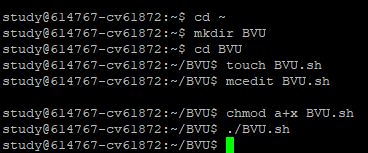 study@614767-cv61872:~$ cd ~
study@614767-cv61872:~$ mkdir BVU
study@614767-cv61872:~$ cd BVU
study@614767-cv61872:~/BVU$ touch BVU.sh
study@614767-cv61872:~/BVU$ mcedit BVU.sh
study@614767-cv61872:~/BVU$ chmod a+x BVU.sh
study@614767-cv61872:~/BVU$ ./BVU.sh
study@614767-cv61872:~/BVU$